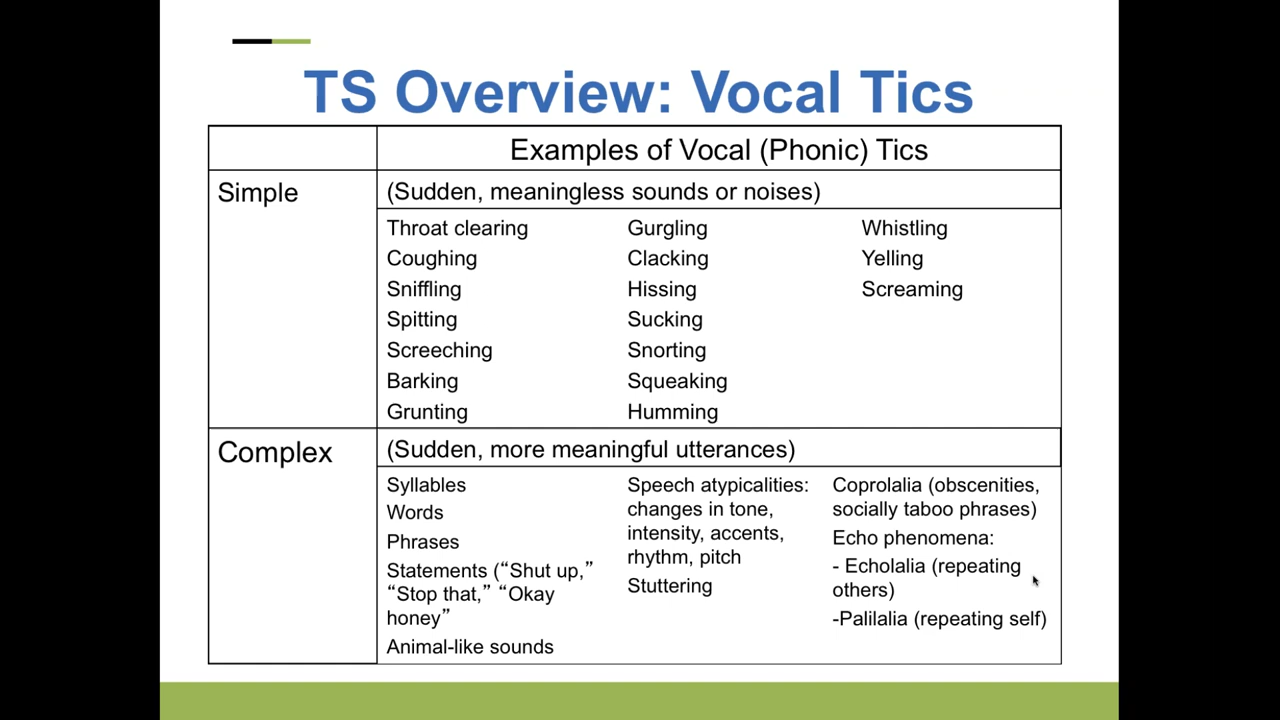 TS Overview: Vocal Tics
Examples of Vocal (Phonic) Tics
Simple
(Sudden, meaningless sounds or noises)
Throat clearing
Coughing
Sniffling
Spitting
Screeching
Barking
Grunting
Gurgling
Clacking
Hissing
Sucking
Snorting
Squeaking
Humming
Whistling
Yelling
Screaming
Complex
(Sudden, more meaningful utterances)
Syllables
Words
Phrases
Statements (“Shut up,”
“Stop that,” “Okay
honey”
Animal-like sounds
Speech atypicalities:
changes in tone,
intensity, accents,
rhythm, pitch
Stuttering
Coprolalia (obscenities,
socially taboo phrases)
Echo phenomena:
- Echolalia (repeating
others)
-Palilalia (repeating self)